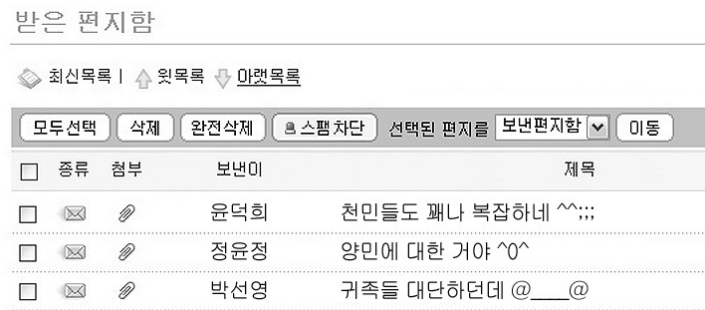 받은 편지함
최신목록 | 윗목록 아랫목록
모두선택 삭제 완전삭제 스팸차단 선택된 편지를 보낸편지함 이동
종류 첨부 보낸이 제목
윤덕희 천민들도 꽤나 복잡하네 ^^;;;
정윤정 양민에 대한 거야 ^0^
박선영 귀족들 대단하던데 @____@